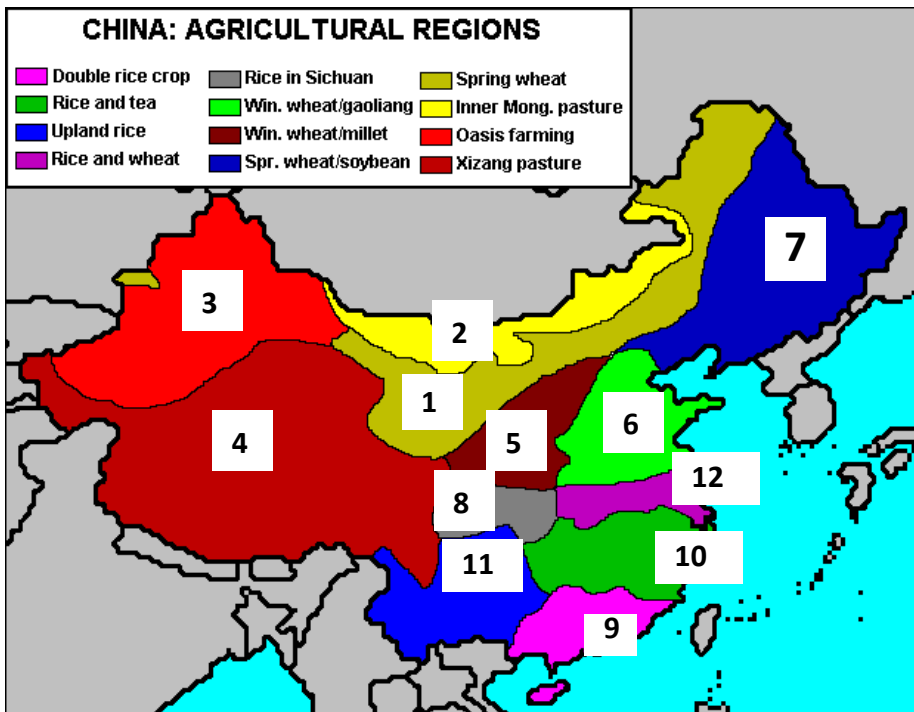 CHINA: AGRICULTURAL REGIONS
Double rice crop
Rice and tea
Upland rice
Rice and wheat
Rice in Sichuan
Win. wheat/gaoliang
Win. wheat/millet
Spr. wheat/soybean
Spring wheat
Inner Mong. pasture
Oasis farming
Xizang pasture
7
3
2
1
6
4
5
12
8
10
11
9